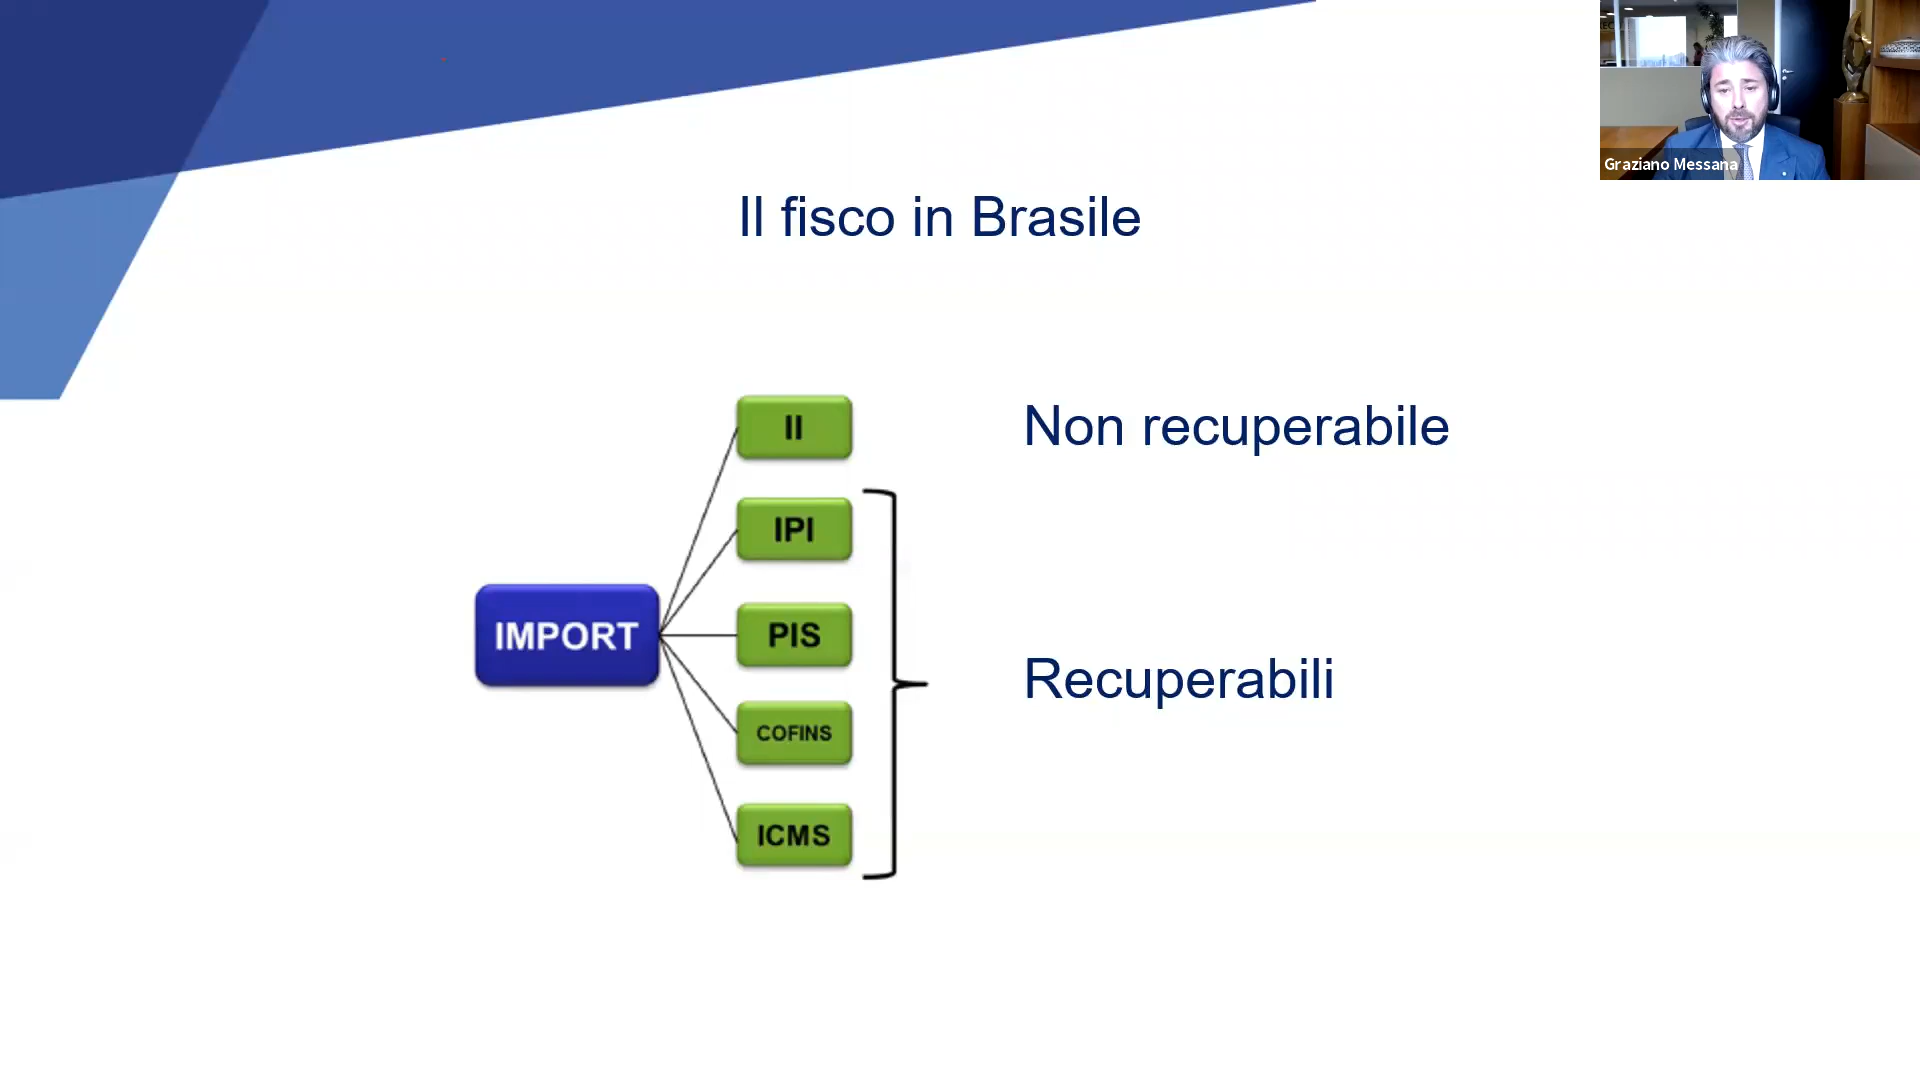 Graziano Messana
Il fisco in Brasile
II
Non recuperabile
IPI
IMPORT
PIS
Recuperabili
COFINS
ICMS